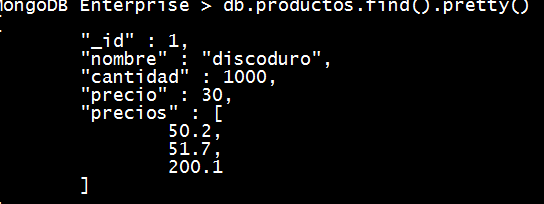 MongoDB Enterprise > db.productos.find().pretty()
{
"_id" : 1,
"nombre" : "discoduro",
"cantidad" : 1000,
"precio" : 30,
"precios" : [
50.2,
51.7,
200.1
]